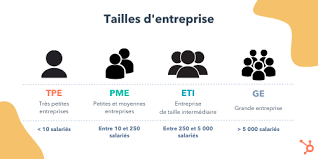 Tailles d'entreprise
TPE
Très petites
entreprises
< 10 salariés
PME
Petites et moyennes
entreprises
Entre 10 et 250
salariés
ETI
Entreprise
de taille intermédiaire
Entre 250 et 5 000
salariés
GE
Grande entreprise
> 5 000 salariés